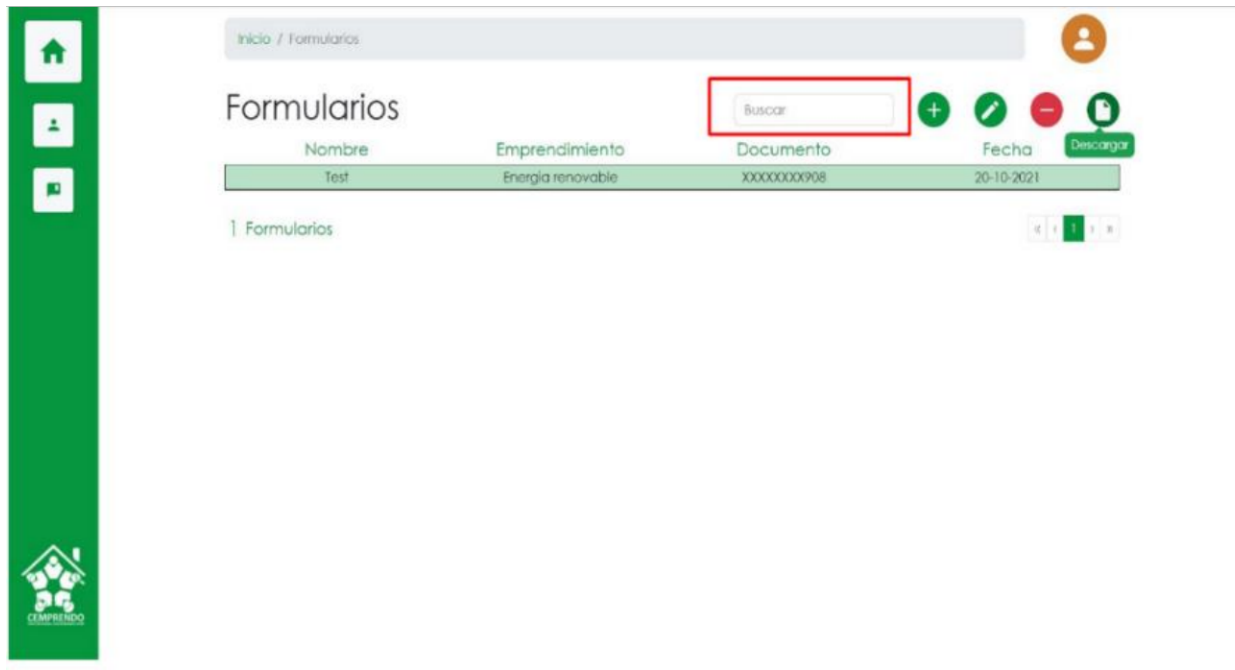 Inicio / Formularios
Formularios
Buscar
Descargar
Nombre Emprendimiento Documento Fecha
Test Energia renovable XXXXXXXX908 20-10-2021
1 Formularios
1
CEMPRENDO